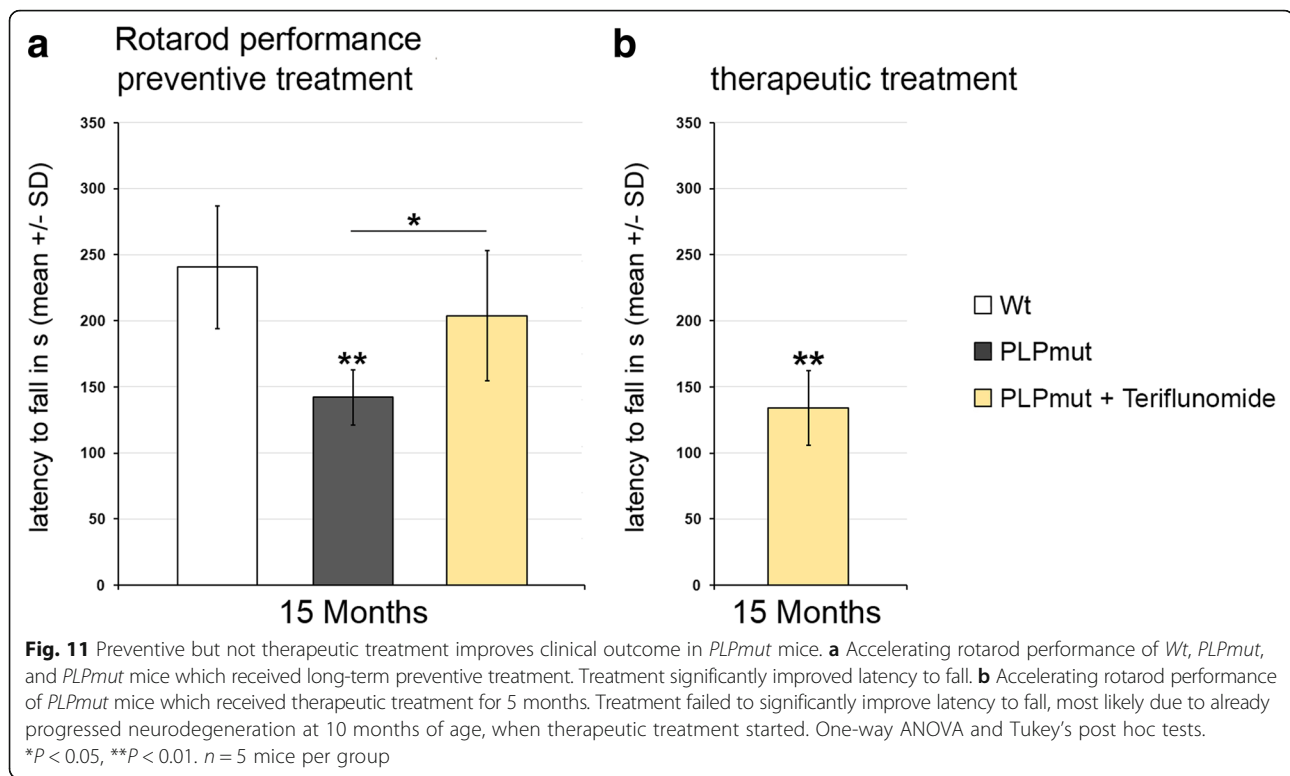 a Rotarod performance
preventive treatment
350
300
250
200
150
100
50
0
latency to fall in s (mean +/- SD)
*
**
15 Months
b
therapeutic treatment
350
300
250
200
150
100
50
0
latency to fall in s (mean +/- SD)
**
15 Months
Wt
PLPmut
PLPmut + Teriflunomide
Fig. 11 Preventive but not therapeutic treatment improves clinical outcome in PLPmut mice. a Accelerating rotarod performance of Wt, PLPmut,
and PLPmut mice which received long-term preventive treatment. Treatment significantly improved latency to fall. b Accelerating rotarod performance
of PLPmut mice which received therapeutic treatment for 5 months. Treatment failed to significantly improve latency to fall, most likely due to already
progressed neurodegeneration at 10 months of age, when therapeutic treatment started. One-way ANOVA and Tukey’s post hoc tests.
*P < 0.05, **P < 0.01. n = 5 mice per group